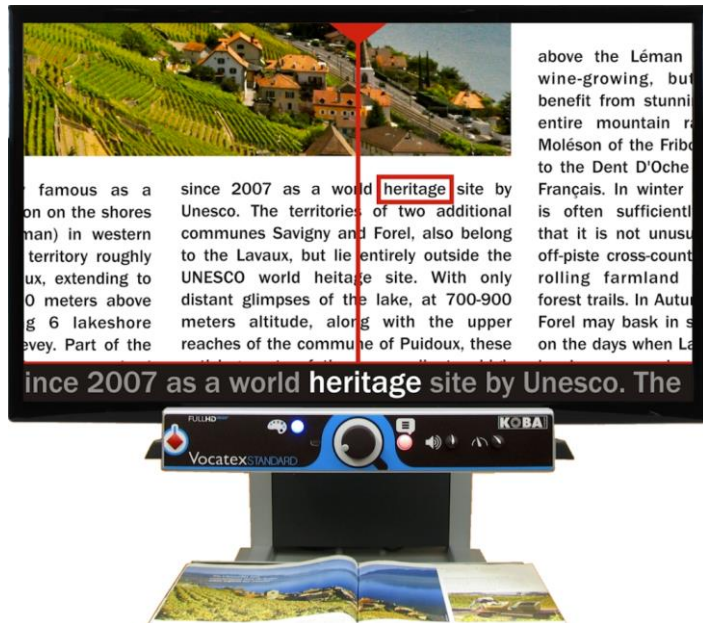 famous as a
on on the shores
man) in western
territory roughly
ux, extending to
0 meters above
g 6 lakeshore
evey. Part of the
since 2007 as a world heritage site by
Unesco. The territories of two additional
communes Savigny and Forel, also belong
to the Lavaux, but lie entirely outside the
UNESCO world heitage site. With only
distant glimpses of the lake, at 700-900
meters altitude, along with the upper
reaches of the commune of Puidoux, these
above the Léman
wine-growing, but
benefit from stunni
entire mountain ra
Moléson of the Fribo
to the Dent D'Oche
Français. In winter
is often sufficientl
that it is not unusu
off-piste cross-count
rolling farmland
forest trails. In Autu
Forel may bask in s
on the days when La
ince 2007 as a world heritage site by Unesco. The
FULLHD
KOBA
VocatexSTANDARD